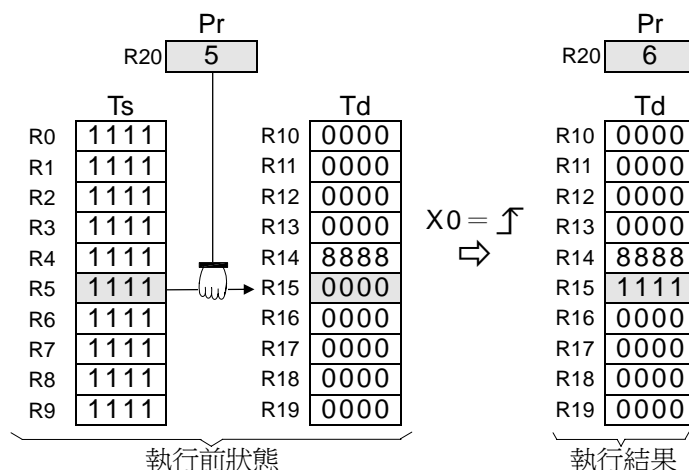 Pr Pr
R20 5 R20 6
Ts Td Td
R0 1111 R10 0000 R10 0000
R1 1111 R11 0000 R11 0000
R2 1111 R12 0000 R12 0000
R3 1111 R13 0000 X0 = R13 0000
R4 1111 R14 8888 ⇨ R14 8888
R5 1111 R15 0000 R15 1111
R6 1111 R16 0000 R16 0000
R7 1111 R17 0000 R17 0000
R8 1111 R18 0000 R18 0000
R9 1111 R19 0000 R19 0000
執行前狀態 執行結果